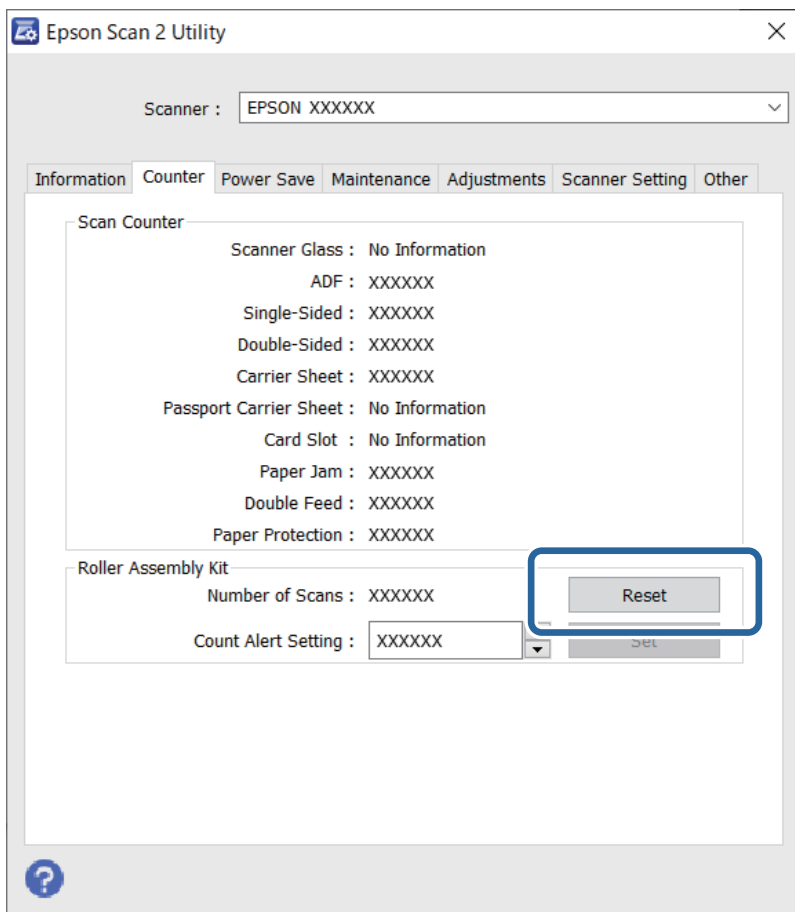 Epson Scan 2 Utility
Scanner : EPSON XXXXXX
Information Counter Power Save Maintenance Adjustments Scanner Setting Other
Scan Counter
Scanner Glass : No Information
ADF : XXXXXX
Single-Sided : XXXXXX
Double-Sided : XXXXXX
Carrier Sheet : XXXXXX
Passport Carrier Sheet : No Information
Card Slot : No Information
Paper Jam : XXXXXX
Double Feed : XXXXXX
Paper Protection : XXXXXX
Roller Assembly Kit
Number of Scans : XXXXXX Reset
Count Alert Setting : XXXXXX Set
?